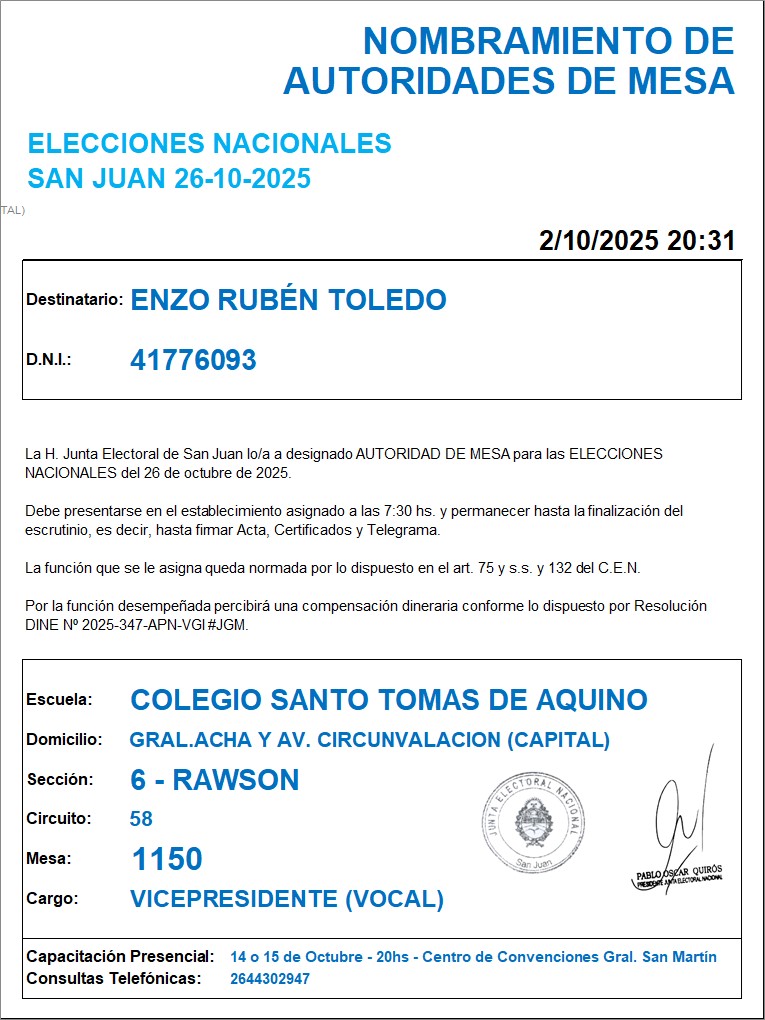 NOMBRAMIENTO DE
AUTORIDADES DE MESA
ELECCIONES NACIONALES
SAN JUAN 26-10-2025
TAL)
2/10/2025 20:31
Destinatario: ENZO RUBÉN TOLEDO
D.N.I.: 41776093
La H. Junta Electoral de San Juan lo/a a designado AUTORIDAD DE MESA para las ELECCIONES
NACIONALES del 26 de octubre de 2025.
Debe presentarse en el establecimiento asignado a las 7:30 hs. y permanecer hasta la finalización del
escrutinio, es decir, hasta firmar Acta, Certificados y Telegrama.
La función que se le asigna queda normada por lo dispuesto en el art. 75 y s.s. y 132 del C.E.N.
Por la función desempeñada percibirá una compensación dineraria conforme lo dispuesto por Resolución
DINE Nº 2025-347-APN-VGI#JGM.
Escuela: COLEGIO SANTO TOMAS DE AQUINO
Domicilio: GRAL.ACHA Y AV. CIRCUNVALACION (CAPITAL)
Sección: 6 - RAWSON
Circuito: 58
Mesa: 1150
Cargo: VICEPRESIDENTE (VOCAL)
JUNTA ELECTORAL NACIONAL
San Juan
PABLO OSCAR QUIRÓS
PRESIDENTE JUNTA ELECTORAL NACIONAL
Capacitación Presencial: 14 o 15 de Octubre - 20hs - Centro de Convenciones Gral. San Martín
Consultas Telefónicas: 2644302947